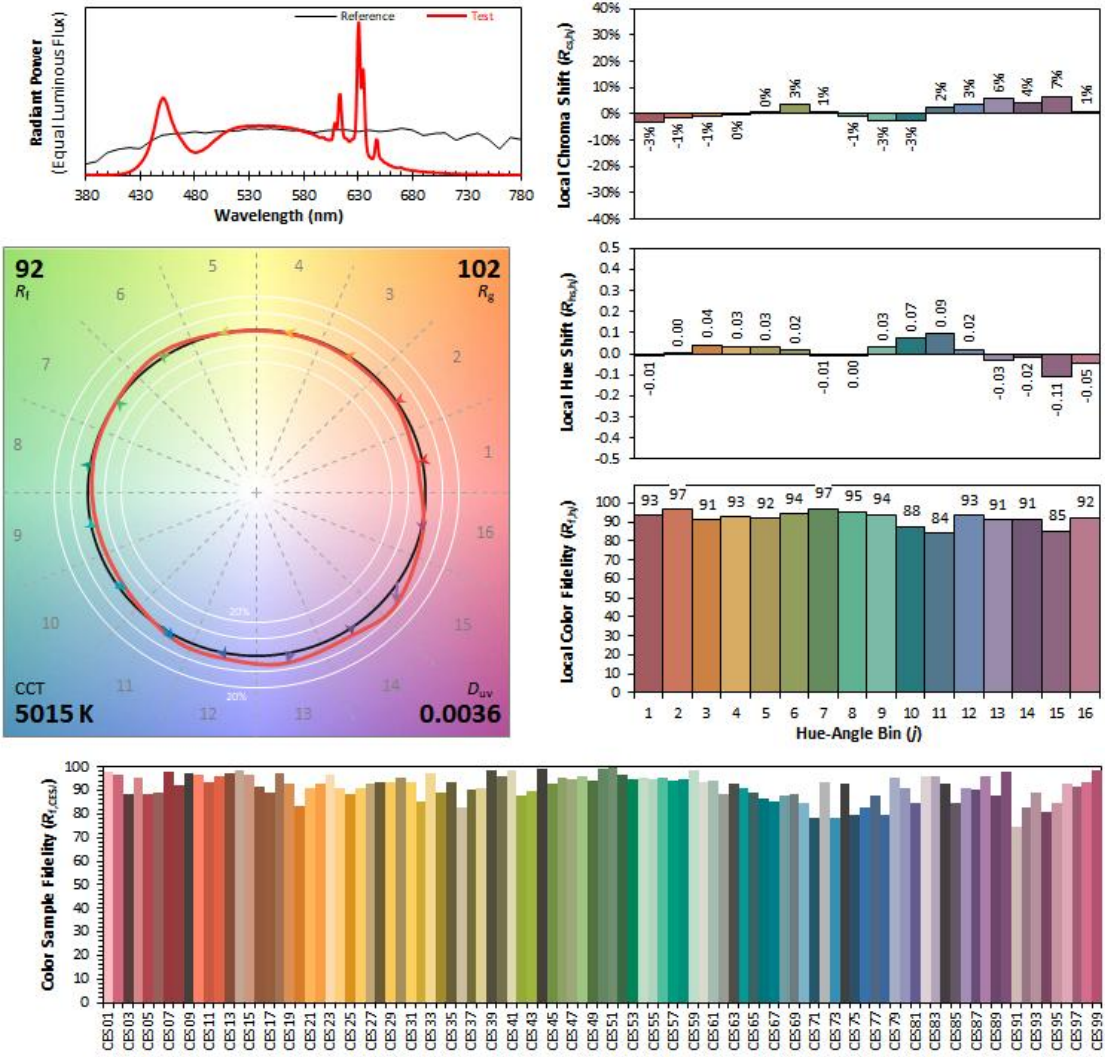 Reference Test
Radiant Power
(Equal Luminous Flux)
380 430 480 530 580 630 680 730 780
Wavelength (nm)
Local Chroma Shift (Rcs,hj)
40%
30%
20%
10%
0%
-10%
-20%
-30%
-40%
-3% -1% -1% 0% 0% 3% 1% -1% -3% -3% 2% 3% 6% 4% 7% 1%
92
Rf
102
Rg
CCT
5015 K
Duv
0.0036
1 2 3 4 5 6 7 8 9 10 11 12 13 14 15 16
20%
20%
Local Hue Shift (Rhs,hj)
0.5
0.4
0.3
0.2
0.1
0.0
-0.1
-0.2
-0.3
-0.4
-0.5
-0.01 0.00 0.04 0.03 0.03 0.02 -0.01 0.00 0.03 0.07 0.09 0.02 -0.03 -0.02 -0.11 -0.05
Local Color Fidelity (Rf,hj)
100
90
80
70
60
50
40
30
20
10
0
93 97 91 93 92 94 97 95 94 88 84 93 91 91 85 92
1 2 3 4 5 6 7 8 9 10 11 12 13 14 15 16
Hue-Angle Bin (j)
Color Sample Fidelity (Rf,CESi)
100
90
80
70
60
50
40
30
20
10
0
CES01 CES03 CES05 CES07 CES09 CES11 CES13 CES15 CES17 CES19 CES21 CES23 CES25 CES27 CES29 CES31 CES33 CES35 CES37 CES39 CES41 CES43 CES45 CES47 CES49 CES51 CES53 CES55 CES57 CES59 CES61 CES63 CES65 CES67 CES69 CES71 CES73 CES75 CES77 CES79 CES81 CES83 CES85 CES87 CES89 CES91 CES93 CES95 CES97 CES99